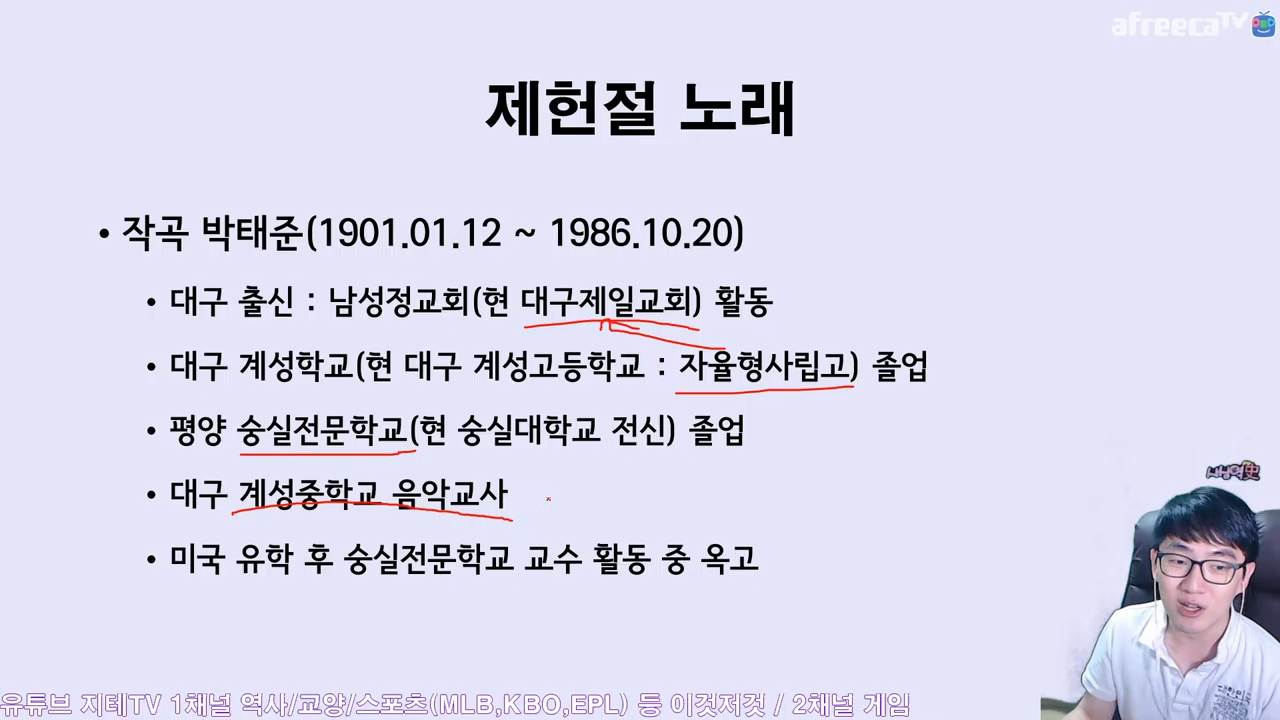 afreecaTV
제헌절 노래
• 작곡 박태준(1901.01.12 ~ 1986.10.20)
• 대구 출신 : 남성정교회(현 대구제일교회) 활동
• 대구 계성학교(현 대구 계성고등학교 : 자율형사립고) 졸업
• 평양 숭실전문학교(현 숭실대학교 전신) 졸업
• 대구 계성중학교 음악교사
• 미국 유학 후 숭실전문학교 교수 활동 중 옥고
유튜브 지테TV 1채널 역사/교양/스포츠(MLB,KBO,EPL) 등 이것저것 / 2채널 게임